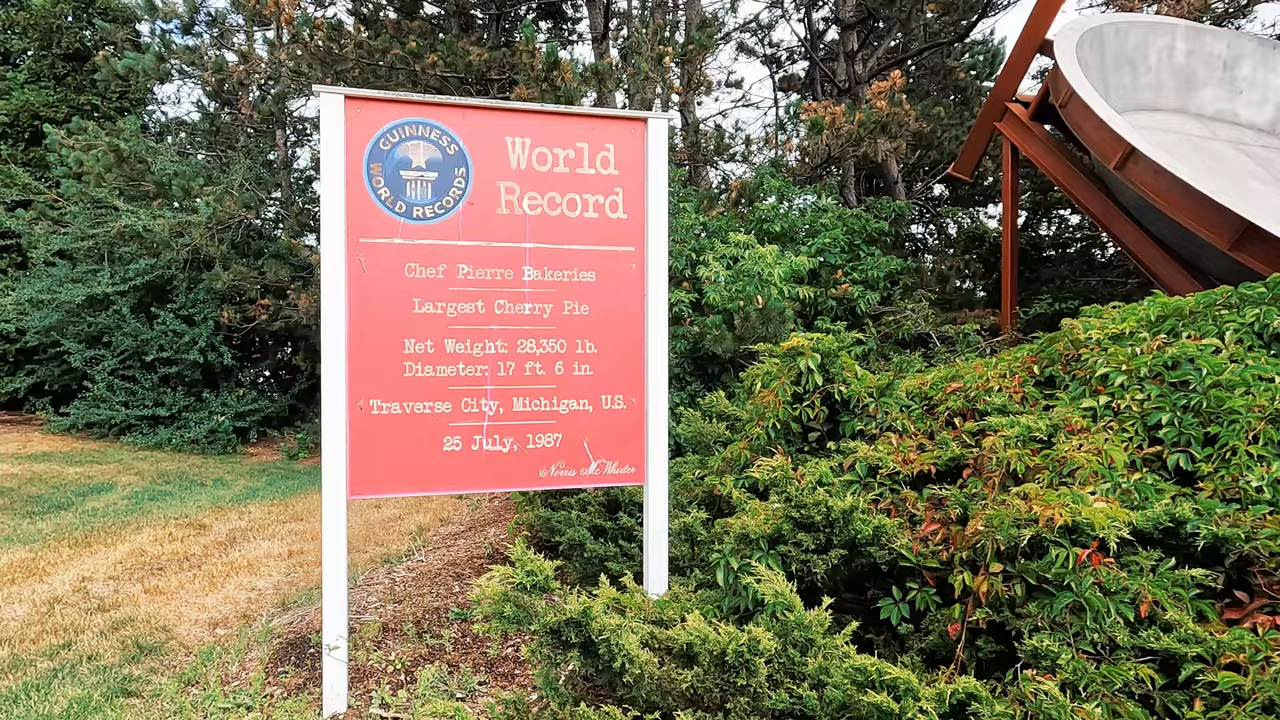 GUINNESS
WORLD RECORDS
™
World
Record
Chef Pierre Bakeries
Largest Cherry Pie
Net Weight: 28,350 lb.
Diameter: 17 ft. 6 in.
Traverse City, Michigan, U.S.
25 July, 1987
Norris McWhirter